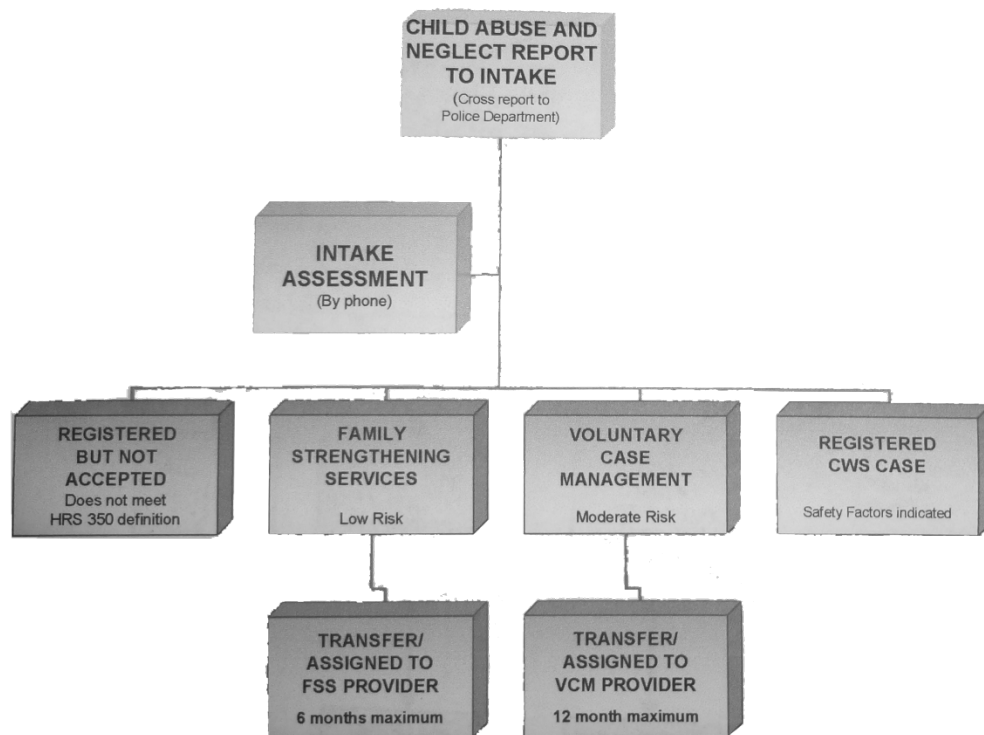 CHILD ABUSE AND
NEGLECT REPORT
TO INTAKE
(Cross report to
Police Department)
INTAKE
ASSESSMENT
(By phone)
REGISTERED
BUT NOT
ACCEPTED
Does not meet
HRS 350 definition
FAMILY
STRENGTHENING
SERVICES
Low Risk
VOLUNTARY
CASE
MANAGEMENT
Moderate Risk
REGISTERED
CWS CASE
Safety Factors indicated
TRANSFER/
ASSIGNED TO
FSS PROVIDER
6 months maximum
TRANSFER/
ASSIGNED TO
VCM PROVIDER
12 month maximum